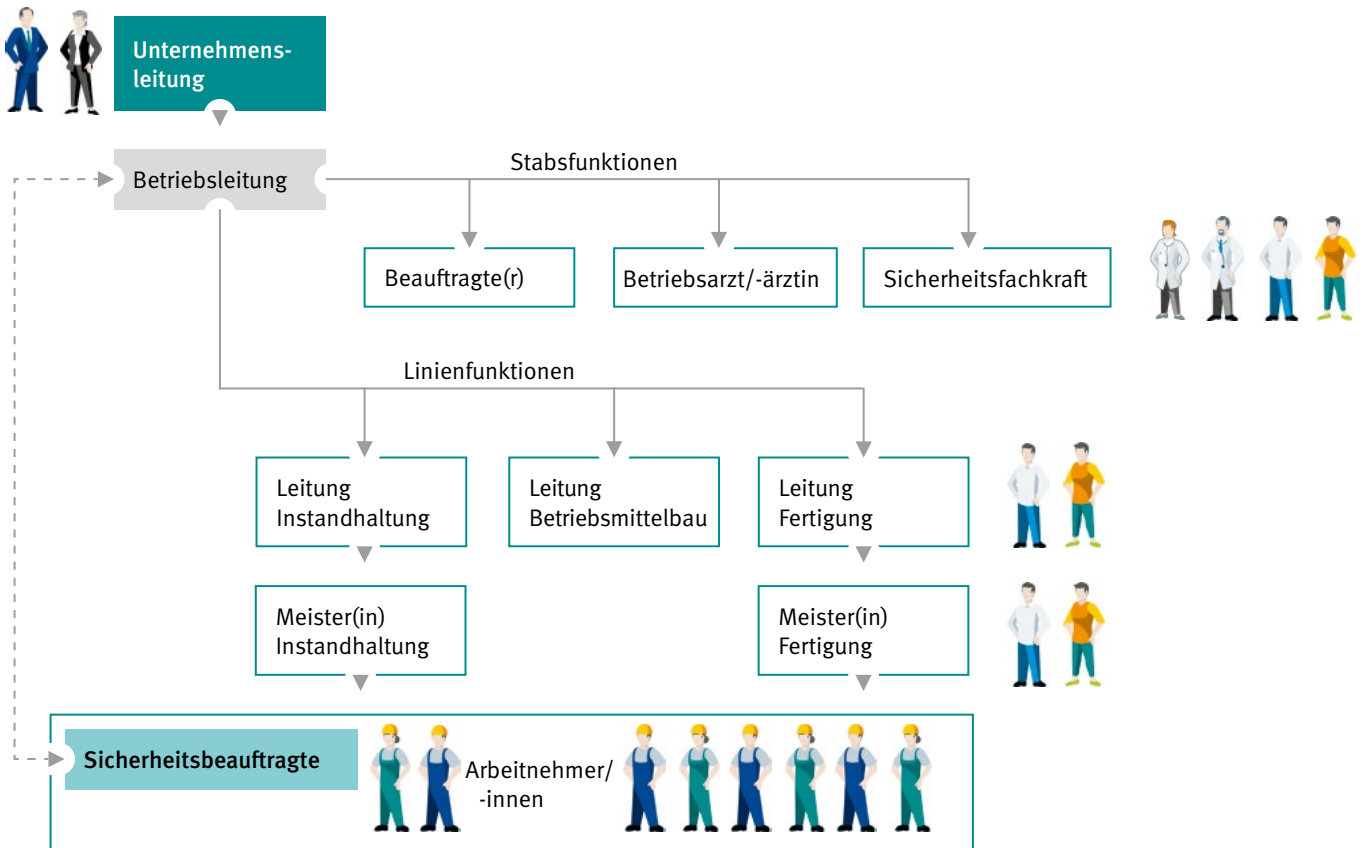 Unternehmens-
leitung
Betriebsleitung
Stabsfunktionen
Beauftragte(r)
Betriebsarzt/-ärztin
Sicherheitsfachkraft
Linienfunktionen
Leitung
Instandhaltung
Leitung
Betriebsmittelbau
Leitung
Fertigung
Meister(in)
Instandhaltung
Meister(in)
Fertigung
Sicherheitsbeauftragte
Arbeitnehmer/
-innen